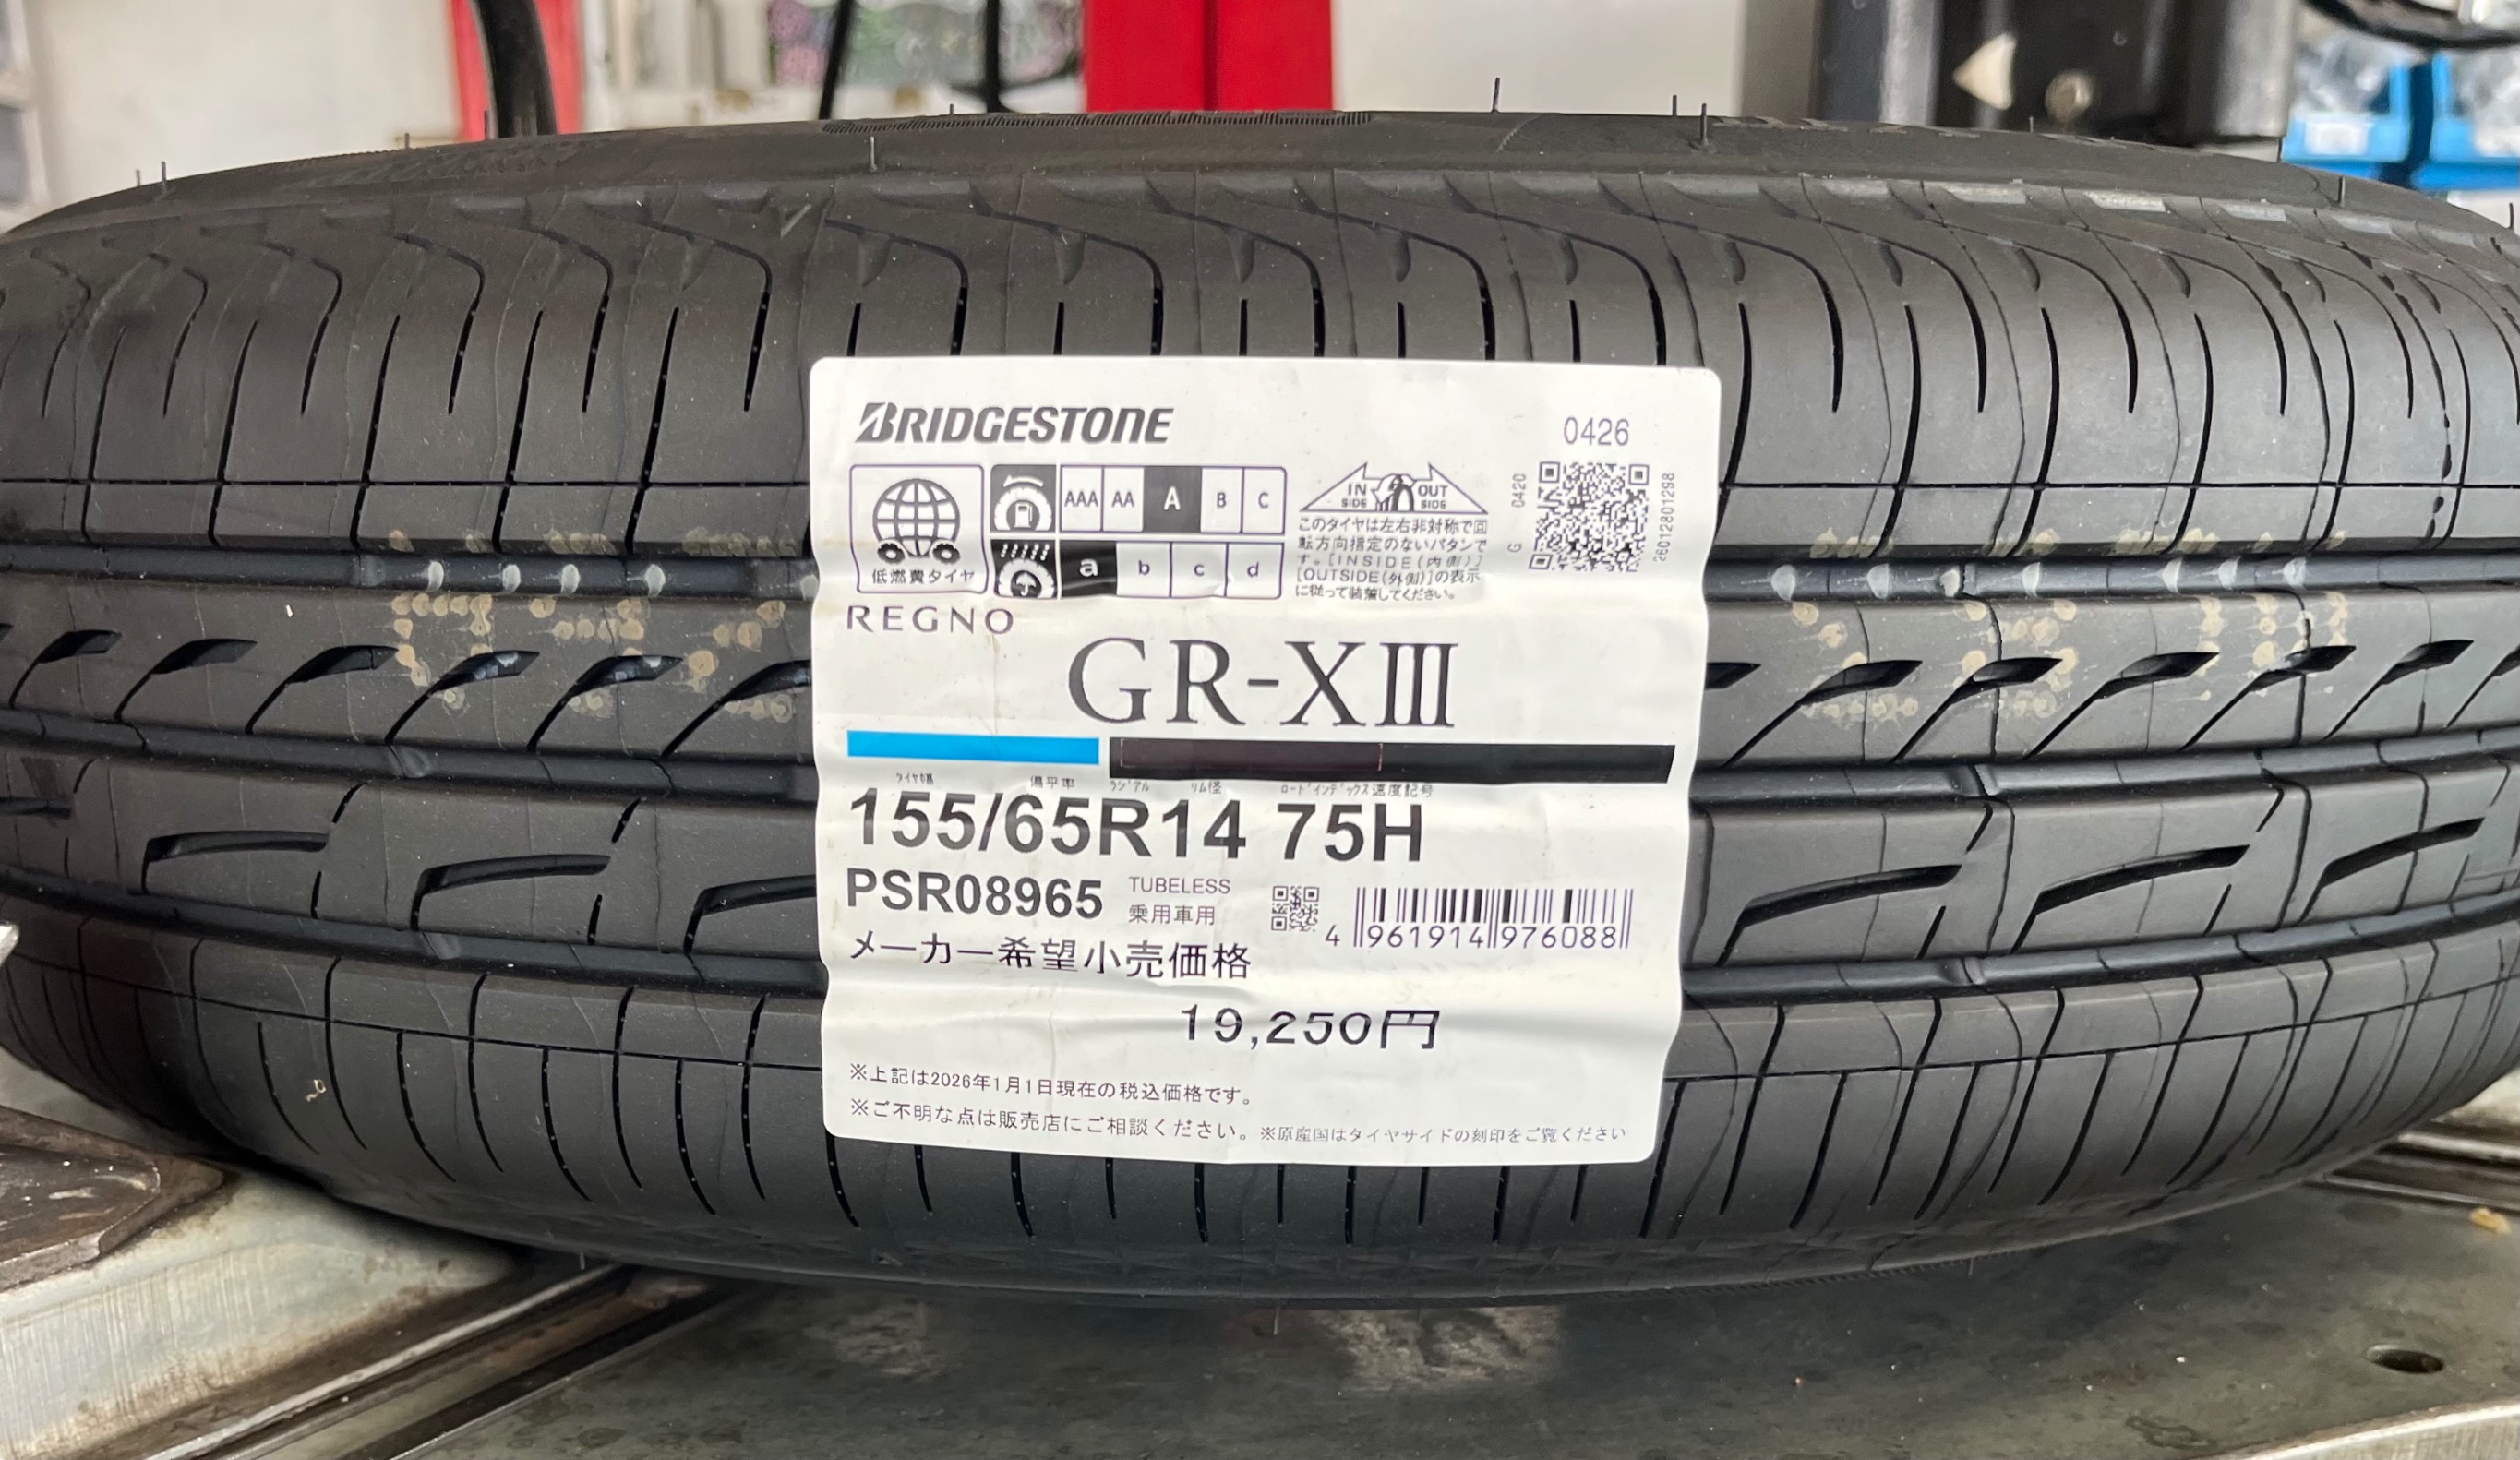 BRIDGESTONE
0426
低燃費タイヤ
AAA AA A B C
a b c d
IN SIDE OUT SIDE
このタイヤは左右非対称で回
転方向指定のないパタンで
す。[INSIDE(内側)]
[OUTSIDE(外側)]の表示
に従って装着してください。
G 0420
26012801298
REGNO
GR-XⅢ
タイヤ幅 偏平率 ラジアル リム径 ロードインデックス 速度記号
155/65R14 75H
PSR08965
TUBELESS
乗用車用
4 961914 976088
メーカー希望小売価格
19,250円
※上記は2026年1月1日現在の税込価格です。
※ご不明な点は販売店にご相談ください。※原産国はタイヤサイドの刻印をご覧ください